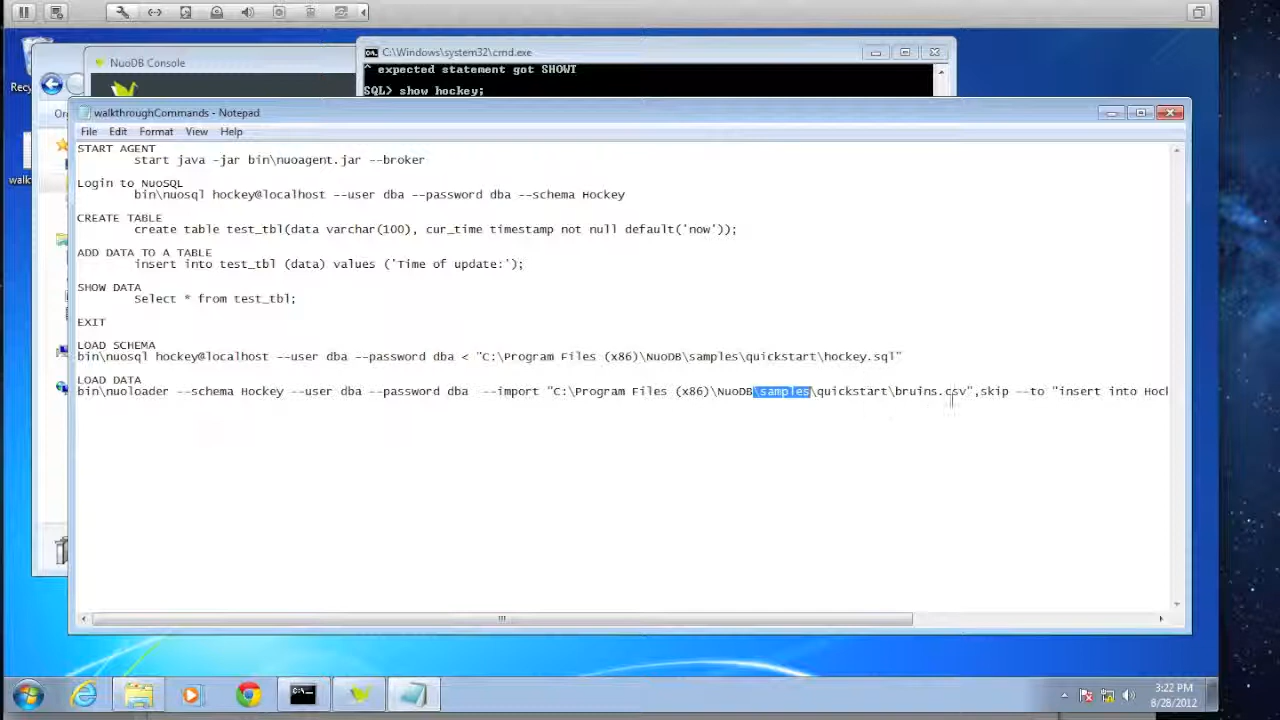 NuoDB Console
C:\Windows\system32\cmd.exe
^ expected statement got SHOWT
SQL> show hockey;
Recy
Org
walk
walkthroughCommands - Notepad
File Edit Format View Help
START AGENT
start java -jar bin\nuoagent.jar --broker
Login to NuoSQL
bin\nuosql hockey@localhost --user dba --password dba --schema Hockey
CREATE TABLE
create table test_tbl(data varchar(100), cur_time timestamp not null default('now'));
ADD DATA TO A TABLE
insert into test_tbl (data) values ('Time of update:');
SHOW DATA
Select * from test_tbl;
EXIT
LOAD SCHEMA
bin\nuosql hockey@localhost --user dba --password dba < "C:\Program Files (x86)\NuoDB\samples\quickstart\hockey.sql"
LOAD DATA
bin\nuoloader --schema Hockey --user dba --password dba  --import "C:\Program Files (x86)\NuoDB\samples\quickstart\bruins.csv",skip --to "insert into Hock
3:22 PM
8/28/2012